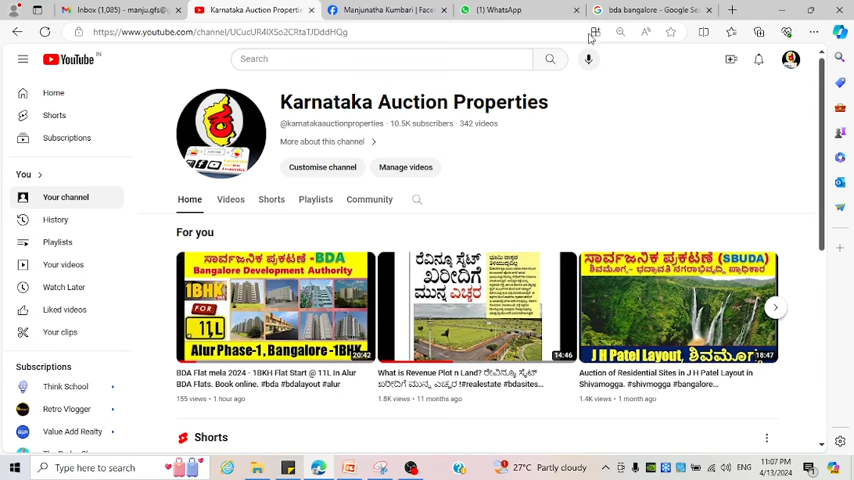 Inbox (1,085) - manju.gfs@g
Karnataka Auction Propertie
Manjunatha Kumbari | Face
(1) WhatsApp
bda bangalore - Google Se
https://www.youtube.com/channel/UCucUR4IXSo2CRtaTJDddHQg
YouTube IN
Search
Home
Shorts
Subscriptions
You
Your channel
History
Playlists
Your videos
Watch Later
Liked videos
Your clips
Subscriptions
Think School
Retro Vlogger
Value Add Realty
Karnataka Auction Properties
@karnatakaauctionproperties · 10.5K subscribers · 342 videos
More about this channel
Customise channel
Manage videos
Home Videos Shorts Playlists Community
For you
ಸಾರ್ವಜನಿಕ ಪ್ರಕಟಣೆ -BDA
Bangalore Development Authority
1BHK
FOR
11L
Alur Phase-1, Bangalore -1BHK
20:42
BDA Flat mela 2024 - 1BKH Flat Start @ 11L In Alur
BDA Flats. Book online. #bda #bdalayout #alur
155 views · 1 hour ago
ರೆವಿನ್ಯೂ ಸೈಟ್
ಖರೀದಿಗೆ
ಮುನ್ನ ಎಚ್ಚರ
14:46
What is Revenue Plot n Land? ರೇವಿನ್ಯೂ ಸೈಟ್
ಖರೀದಿಗೆ ಮುನ್ನ ಎಚ್ಚರ !#realestate #bdasites...
1.8K views · 11 months ago
ಸಾರ್ವಜನಿಕ ಪ್ರಕಟಣೆ (SBUDA)
ಶಿವಮೊಗ್ಗ - ಭದ್ರಾವತಿ ನಗರಾಭಿವೃದ್ಧಿ ಪ್ರಾಧಿಕಾರ
J H Patel Layout, ಶಿವಮೊಗ್ಗ
18:47
Auction of Residential Sites in J H Patel Layout in
Shivamogga. #shivmogga #bangalore...
1.4K views · 1 month ago
Shorts
Type here to search
27°C Partly cloudy
ENG
11:07 PM
4/13/2024